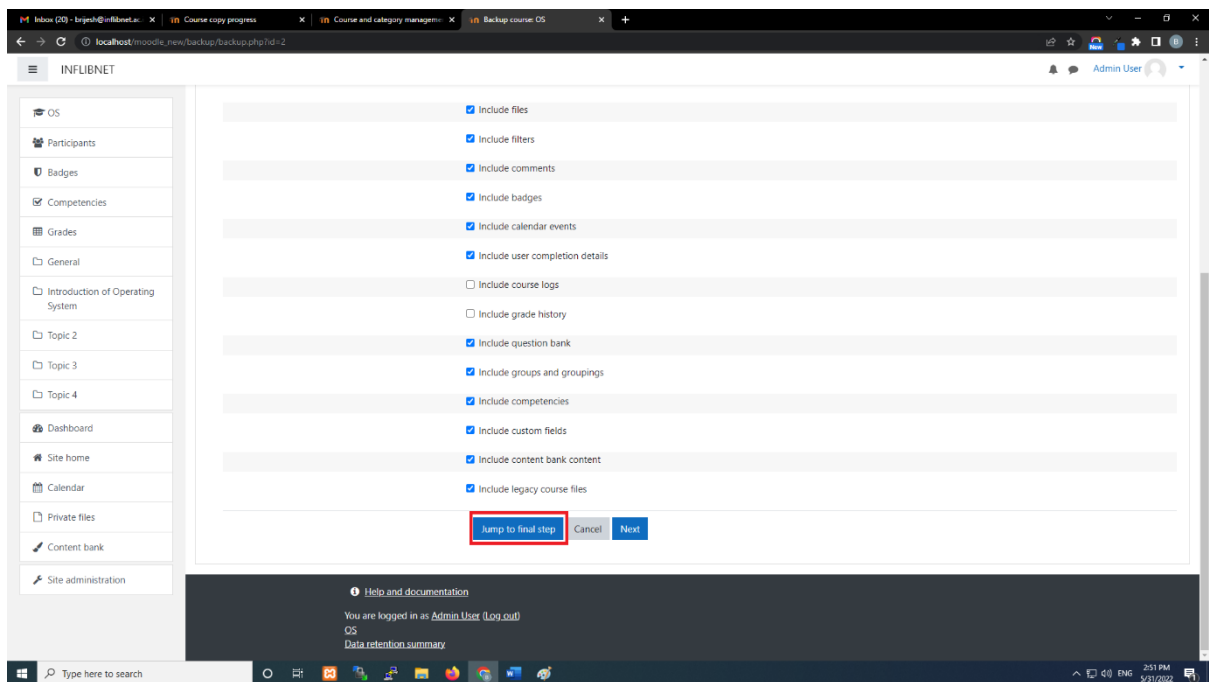 Inbox (20) - brijesh@inflibnet.ac
Course copy progress
Course and category manageme
Backup course: OS
localhost/moodle_new/backup/backup.php?id=2
New
B
INFLIBNET
Admin User
OS
Participants
Badges
Competencies
Grades
General
Introduction of Operating
System
Topic 2
Topic 3
Topic 4
Dashboard
Site home
Calendar
Private files
Content bank
Site administration
Include files
Include filters
Include comments
Include badges
Include calendar events
Include user completion details
Include course logs
Include grade history
Include question bank
Include groups and groupings
Include competencies
Include custom fields
Include content bank content
Include legacy course files
Jump to final step Cancel Next
Help and documentation
You are logged in as Admin User (Log out)
OS
Data retention summary
Type here to search
ENG
2:51 PM
5/31/2022